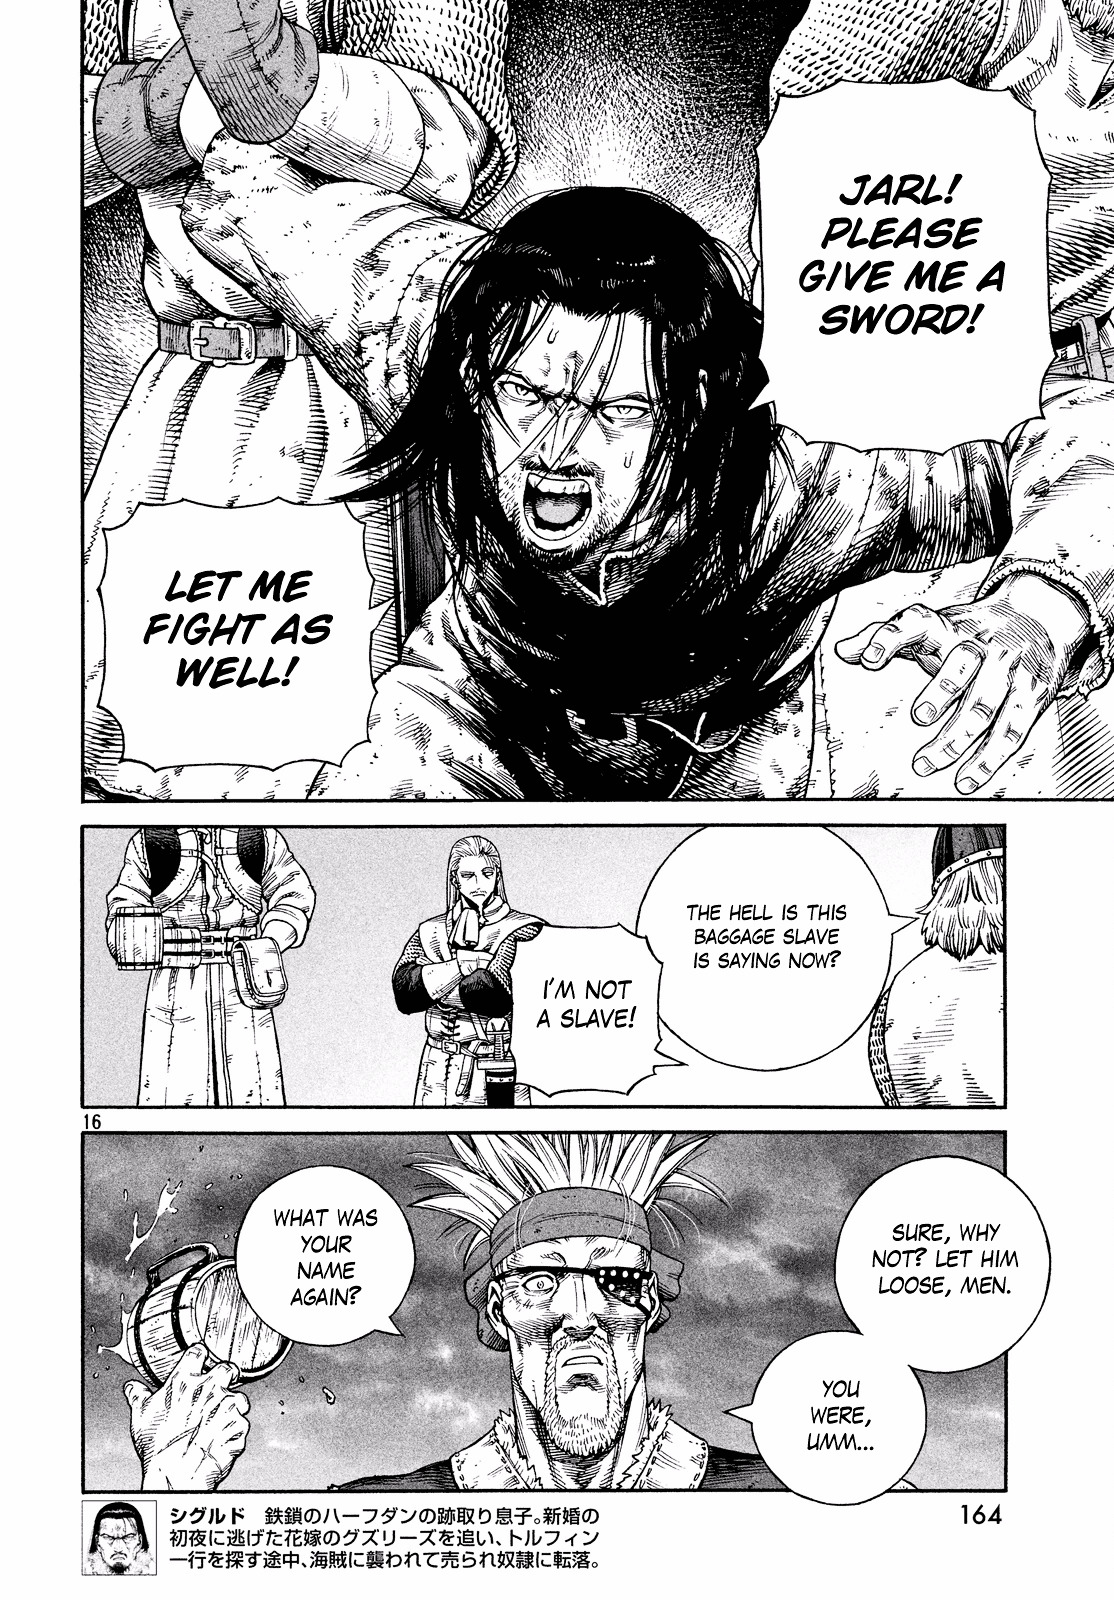 JARL!
PLEASE
GIVE ME A
SWORD!
LET ME
FIGHT AS
WELL!
THE HELL IS THIS
BAGGAGE SLAVE
IS SAYING NOW?
I'M NOT
A SLAVE!
16
SURE, WHY
NOT? LET HIM
LOOSE, MEN.
YOU
WERE,
UMM...
WHAT WAS
YOUR
NAME
AGAIN?
シグルド 鉄鎖のハーフダンの跡取り息子。新婚の
初夜に逃げた花嫁のグズリーズを追い、トルフィン
一行を探す途中、海賊に襲われて売られ奴隷に転落。
164